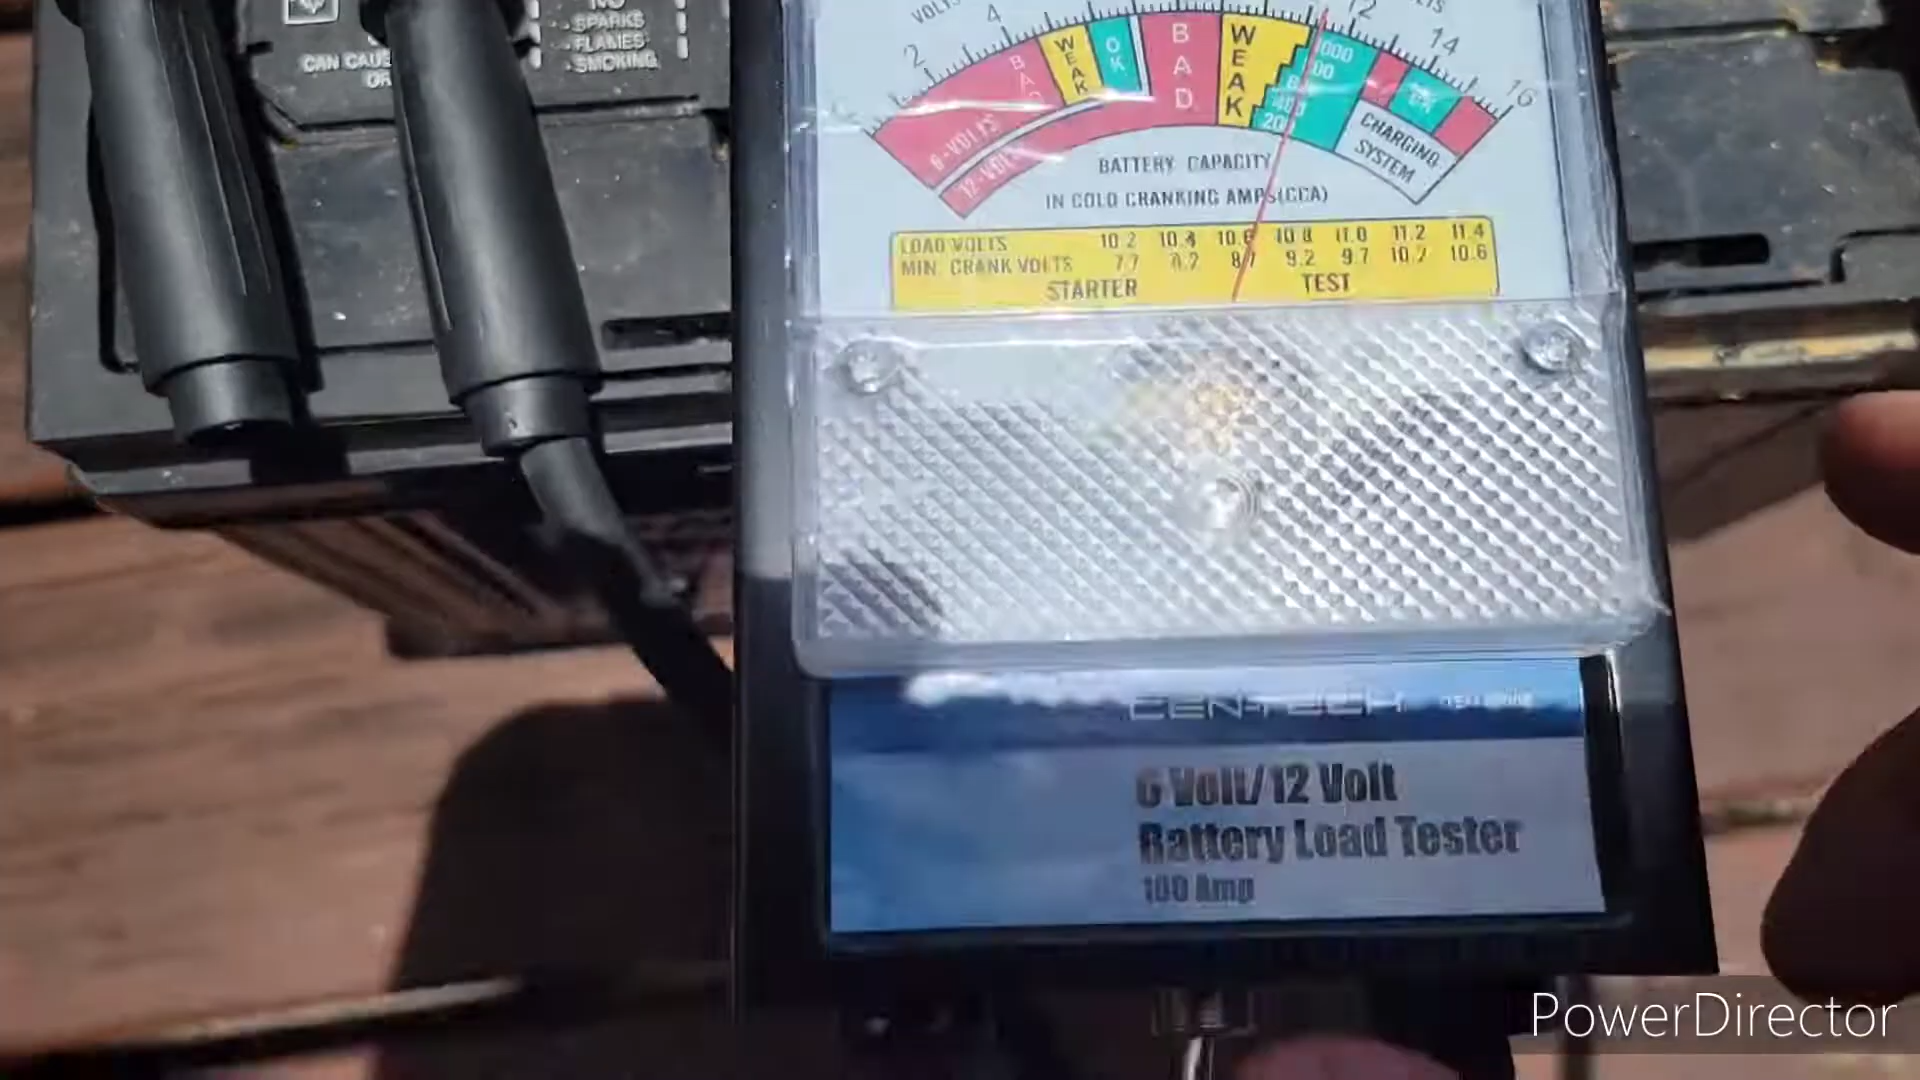 SPARKS
FLAMES
SMOKING
CAN CAUSE
OR
VOLTS
2
4
12
14
16
WEAK
OK
BAD
WEAK
6-VOLTS
12-VOLTS
CHARGING
SYSTEM
BATTERY CAPACITY
IN COLD CRANKING AMPS(CCA)
LOAD VOLTS 10.2 10.4 10.6 10.8 11.0 11.2 11.4
MIN. CRANK VOLTS 7.7 8.2 8.7 9.2 9.7 10.2 10.6
STARTER TEST
CEN-TECH
6 Volt/12 Volt
Battery Load Tester
100 Amp
PowerDirector